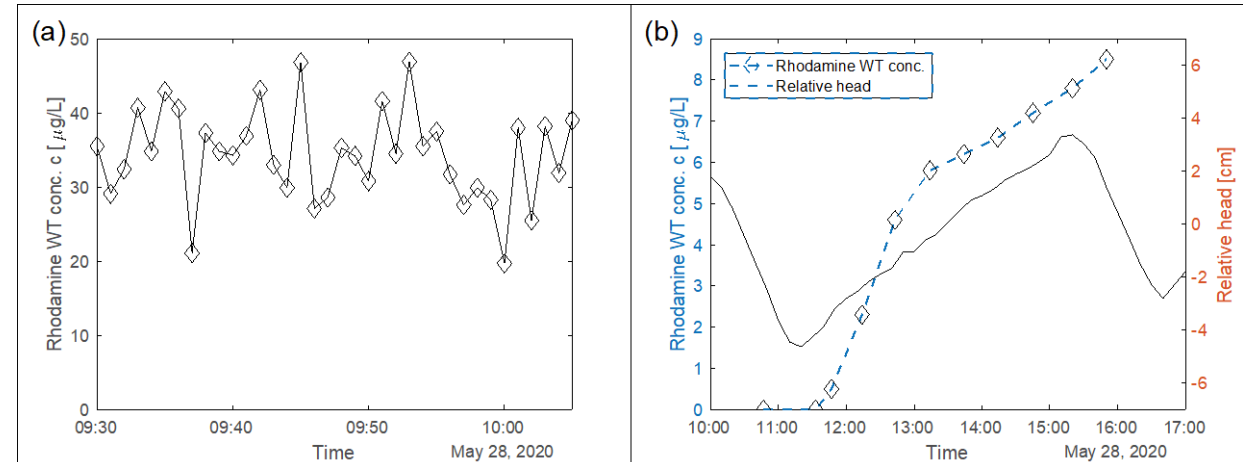 (a)
50
40
30
20
10
0
Rhodamine WT conc. c [ μg/L]
09:30 09:40 09:50 10:00
Time
May 28, 2020
(b)
9
8
7
6
5
4
3
2
1
0
Rhodamine WT conc. c [ μg/L]
Rhodamine WT conc.
Relative head
6
4
2
0
-2
-4
-6
Relative head [cm]
10:00 11:00 12:00 13:00 14:00 15:00 16:00 17:00
Time
May 28, 2020